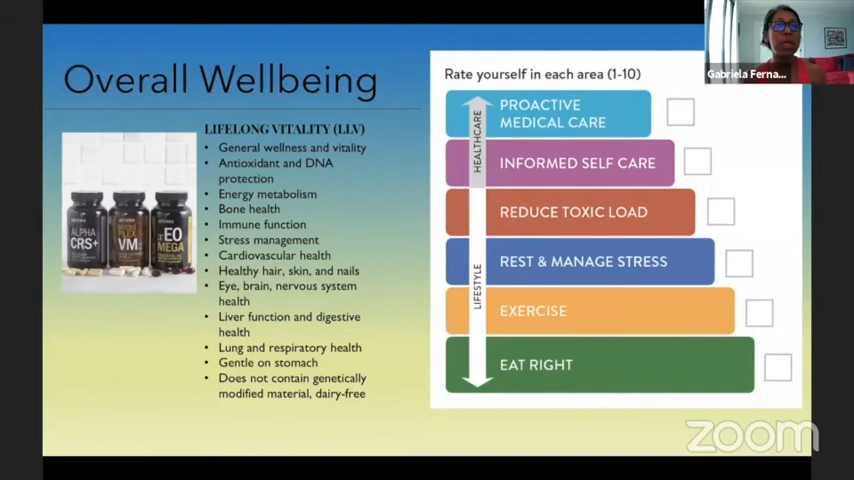 Overall Wellbeing
LIFELONG VITALITY (LLV)
• General wellness and vitality
• Antioxidant and DNA
protection
• Energy metabolism
• Bone health
• Immune function
• Stress management
• Cardiovascular health
• Healthy hair, skin, and nails
• Eye, brain, nervous system
health
• Liver function and digestive
health
• Lung and respiratory health
• Gentle on stomach
• Does not contain genetically
modified material, dairy-free
ALPHA
CRS+
VM
EO
MEGA
Rate yourself in each area (1-10)
HEALTHCARE
LIFESTYLE
PROACTIVE
MEDICAL CARE
INFORMED SELF CARE
REDUCE TOXIC LOAD
REST & MANAGE STRESS
EXERCISE
EAT RIGHT
Gabriela Ferna...
zoom